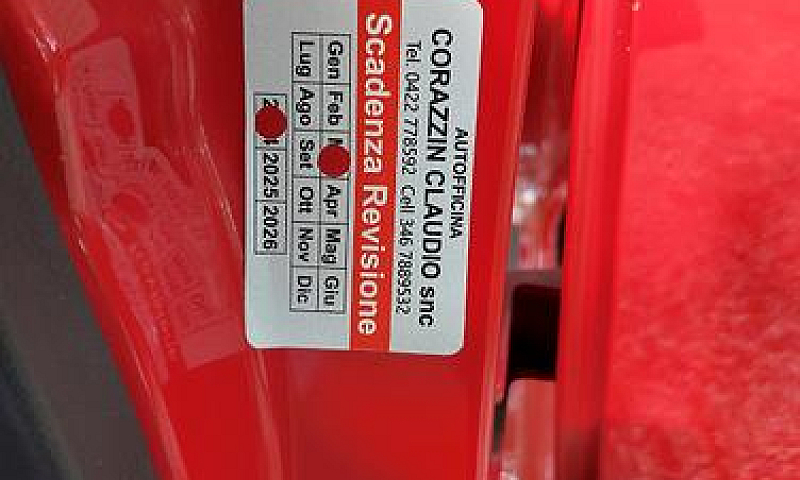 AUTOFFICINA
CORAZZIN CLAUDIO snc
Tel. 0422 778592 Cell 346 7889532
Scadenza Revisione
Gen Feb Apr Mag Giu
Lug Ago Set Ott Nov Dic
2025 2026